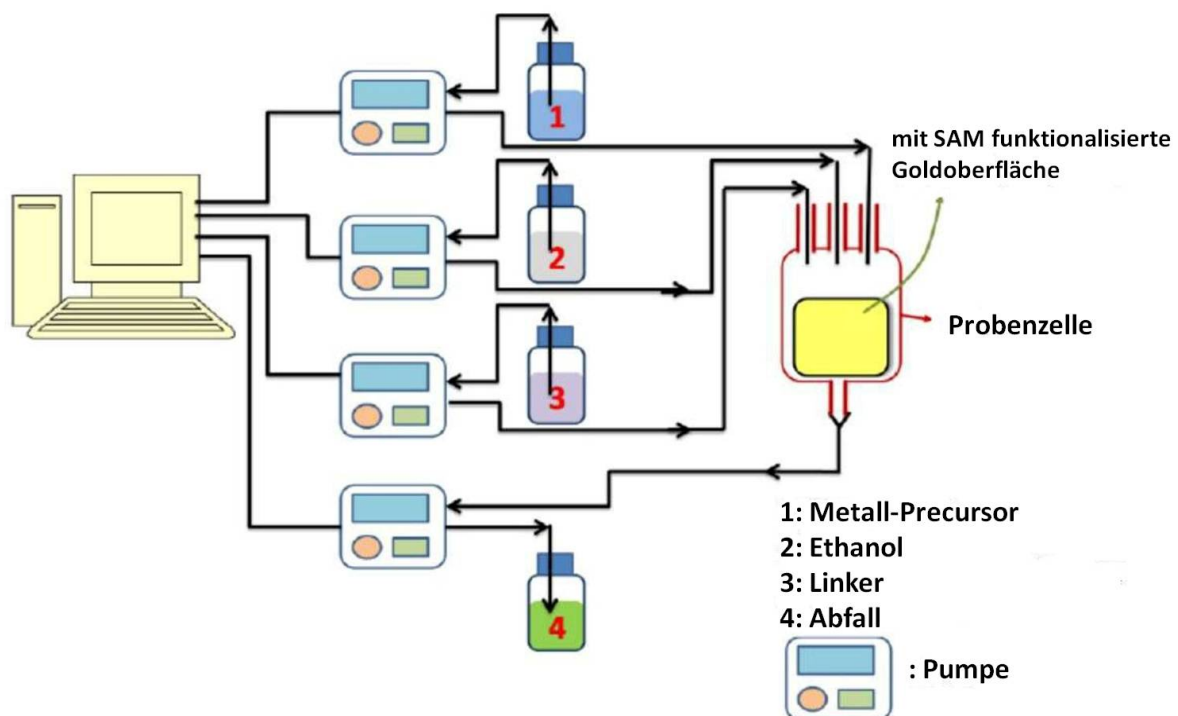 1
mit SAM funktionalisierte
Goldoberfläche
2
Probenzelle
3
1: Metall-Precursor
2: Ethanol
3: Linker
4: Abfall
4
: Pumpe